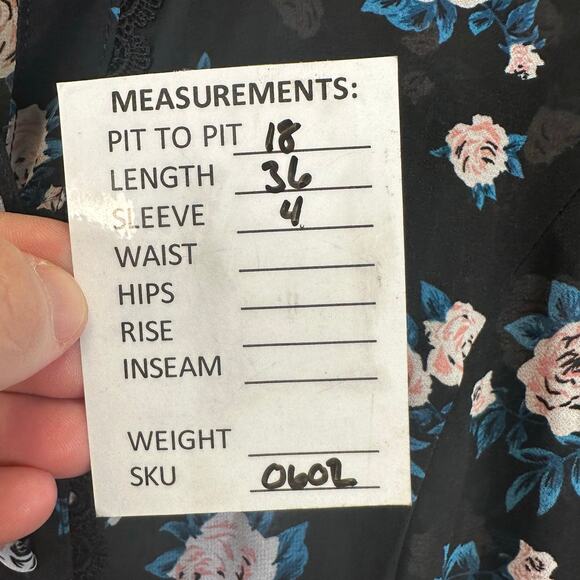 MEASUREMENTS:
PIT TO PIT 18
LENGTH 36
SLEEVE 4
WAIST
HIPS
RISE
INSEAM
WEIGHT
SKU 0602